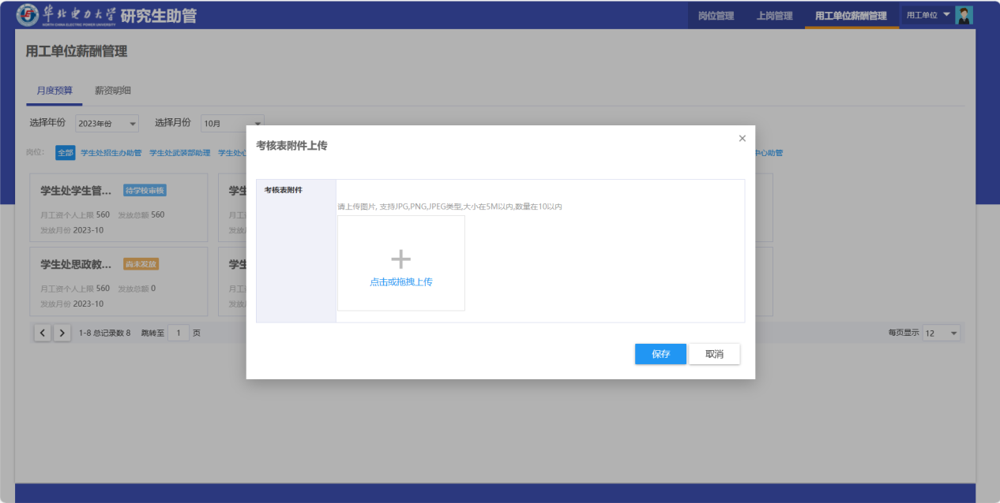 华北电力大学 研究生助管
NORTH CHINA ELECTRIC POWER UNIVERSITY
岗位管理 上岗管理 用工单位薪酬管理 用工单位
用工单位薪酬管理
月度预算 薪资明细
选择年份 2023年份 选择月份 10月
岗位: 全部 学生处招生办助管 学生处武装部助理 学生处心 中心助管
考核表附件上传
学生处学生管... 待学校审核 学生
月工资个人上限 560 发放总额 560 月工
发放月份 2023-10 发放
考核表附件
请上传图片, 支持JPG,PNG,JPEG类型,大小在5M以内,数量在10以内
点击或拖拽上传
学生处思政教... 尚未发放 学生
月工资个人上限 560 发放总额 0 月工
发放月份 2023-10 发放
1-8 总记录数 8 跳转至 1 页 每页显示 12
保存 取消